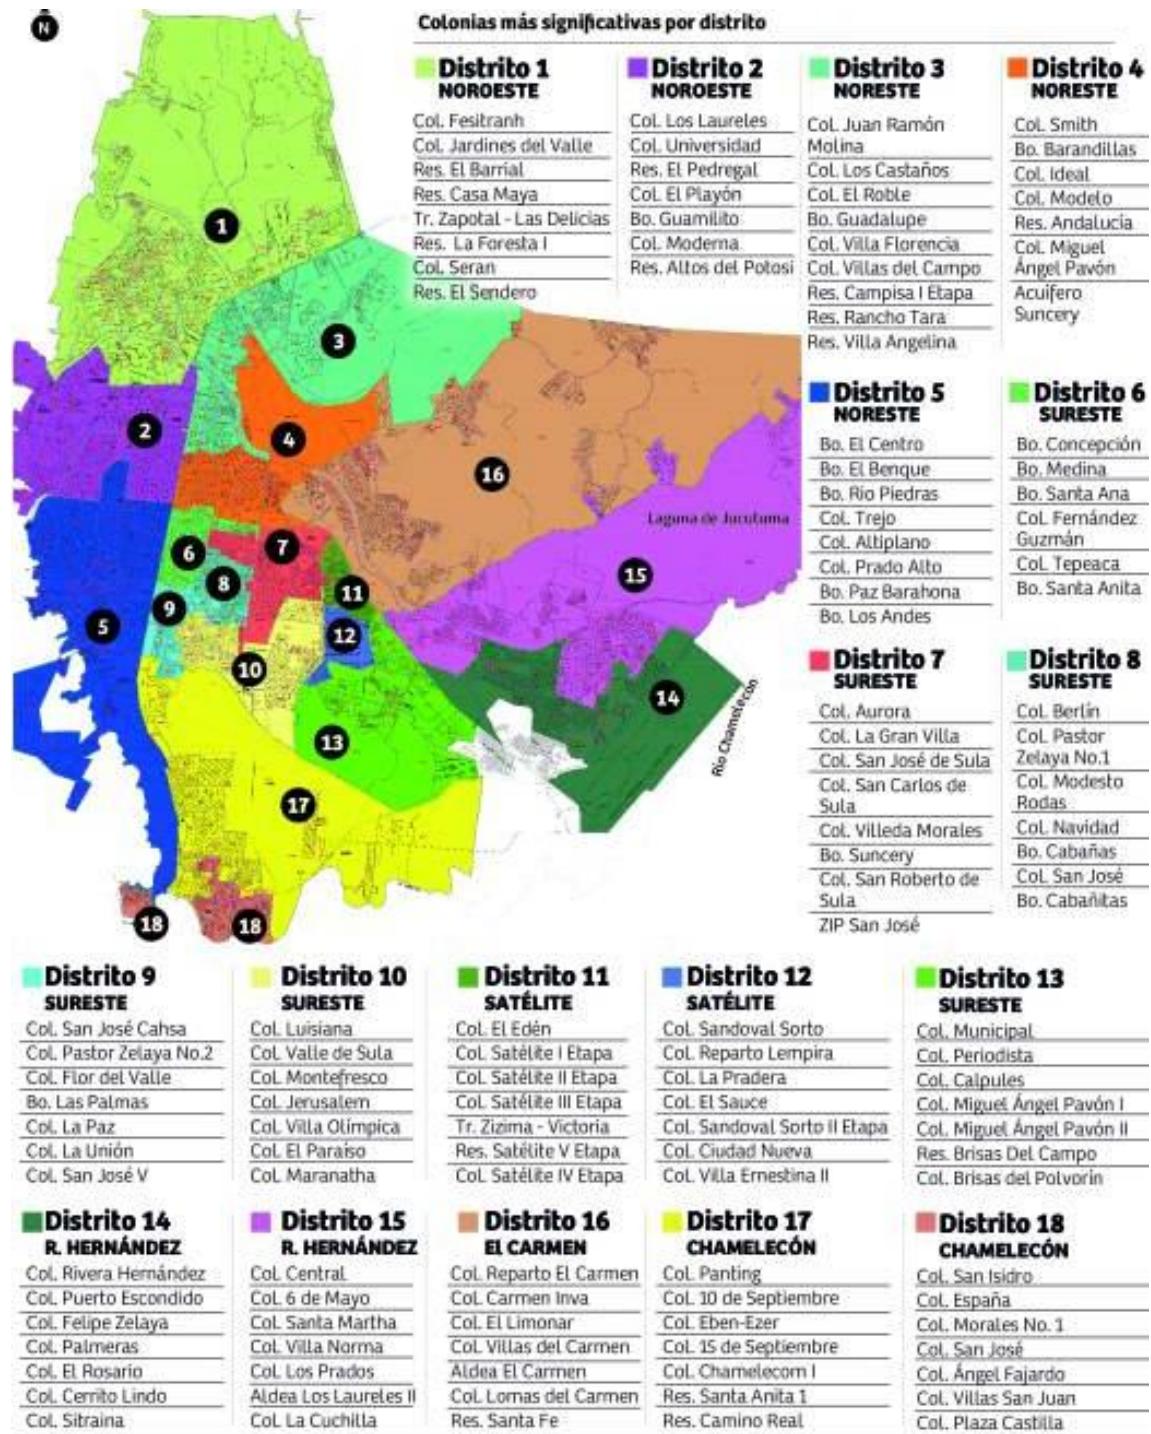 N
Colonias más significativas por distrito
Distrito 1
NOROESTE
Col. Fesitranh
Col. Jardines del Valle
Res. El Barrial
Res. Casa Maya
Tr. Zapotal - Las Delicias
Res. La Foresta I
Col. Seran
Res. El Sendero
Distrito 2
NOROESTE
Col. Los Laureles
Col. Universidad
Res. El Pedregal
Col. El Playón
Bo. Guamilito
Col. Moderna
Res. Altos del Potosi
Distrito 3
NORESTE
Col. Juan Ramón
Molina
Col. Los Castaños
Col. El Roble
Bo. Guadalupe
Col. Villa Florencia
Col. Villas del Campo
Res. Campisa I Etapa
Res. Rancho Tara
Res. Villa Angelina
Distrito 4
NORESTE
Col. Smith
Bo. Barandillas
Col. Ideal
Col. Modelo
Res. Andalucía
Col. Miguel
Ángel Pavón
Acuífero
Suncery
Distrito 5
NORESTE
Bo. El Centro
Bo. El Benque
Bo. Río Piedras
Col. Trejo
Col. Altiplano
Col. Prado Alto
Bo. Paz Barahona
Bo. Los Andes
Distrito 6
SURESTE
Bo. Concepción
Bo. Medina
Bo. Santa Ana
Col. Fernández
Guzmán
Col. Tepeaca
Bo. Santa Anita
Distrito 7
SURESTE
Col. Aurora
Col. La Gran Villa
Col. San José de Sula
Col. San Carlos de
Sula
Col. Villeda Morales
Bo. Suncery
Col. San Roberto de
Sula
ZIP San José
Distrito 8
SURESTE
Col. Berlín
Col. Pastor
Zelaya No.1
Col. Modesto
Rodas
Col. Navidad
Bo. Cabañas
Col. San José
Bo. Cabañitas
1
2
3
4
16
Laguna de Jucutuma
15
6
7
8
9
11
5
12
10
14
Río Chamelecón
13
17
18
18
Distrito 9
SURESTE
Col. San José Cahsa
Col. Pastor Zelaya No.2
Col. Flor del Valle
Bo. Las Palmas
Col. La Paz
Col. La Unión
Col. San José V
Distrito 10
SURESTE
Col. Luisiana
Col. Valle de Sula
Col. Montefresco
Col. Jerusalem
Col. Villa Olímpica
Col. El Paraíso
Col. Maranatha
Distrito 11
SATÉLITE
Col. El Edén
Col. Satélite I Etapa
Col. Satélite II Etapa
Col. Satélite III Etapa
Tr. Zizima - Victoria
Res. Satélite V Etapa
Col. Satélite IV Etapa
Distrito 12
SATÉLITE
Col. Sandoval Sorto
Col. Reparto Lempira
Col. La Pradera
Col. El Sauce
Col. Sandoval Sorto II Etapa
Col. Ciudad Nueva
Col. Villa Ernestina II
Distrito 13
SURESTE
Col. Municipal
Col. Periodista
Col. Calpules
Col. Miguel Ángel Pavón I
Col. Miguel Ángel Pavón II
Res. Brisas Del Campo
Col. Brisas del Polvorín
Distrito 14
R. HERNÁNDEZ
Col. Rivera Hernández
Col. Puerto Escondido
Col. Felipe Zelaya
Col. Palmeras
Col. El Rosario
Col. Cerrito Lindo
Col. Sitraina
Distrito 15
R. HERNÁNDEZ
Col. Central
Col. 6 de Mayo
Col. Santa Martha
Col. Villa Norma
Col. Los Prados
Aldea Los Laureles II
Col. La Cuchilla
Distrito 16
El CARMEN
Col. Reparto El Carmen
Col. Carmen Inva
Col. El Limonar
Col. Villas del Carmen
Aldea El Carmen
Col. Lomas del Carmen
Res. Santa Fe
Distrito 17
CHAMELECÓN
Col. Panting
Col. 10 de Septiembre
Col. Eben-Ezer
Col. 15 de Septiembre
Col. Chamelecom I
Res. Santa Anita 1
Res. Camino Real
Distrito 18
CHAMELECÓN
Col. San Isidro
Col. España
Col. Morales No. 1
Col. San José
Col. Ángel Fajardo
Col. Villas San Juan
Col. Plaza Castilla